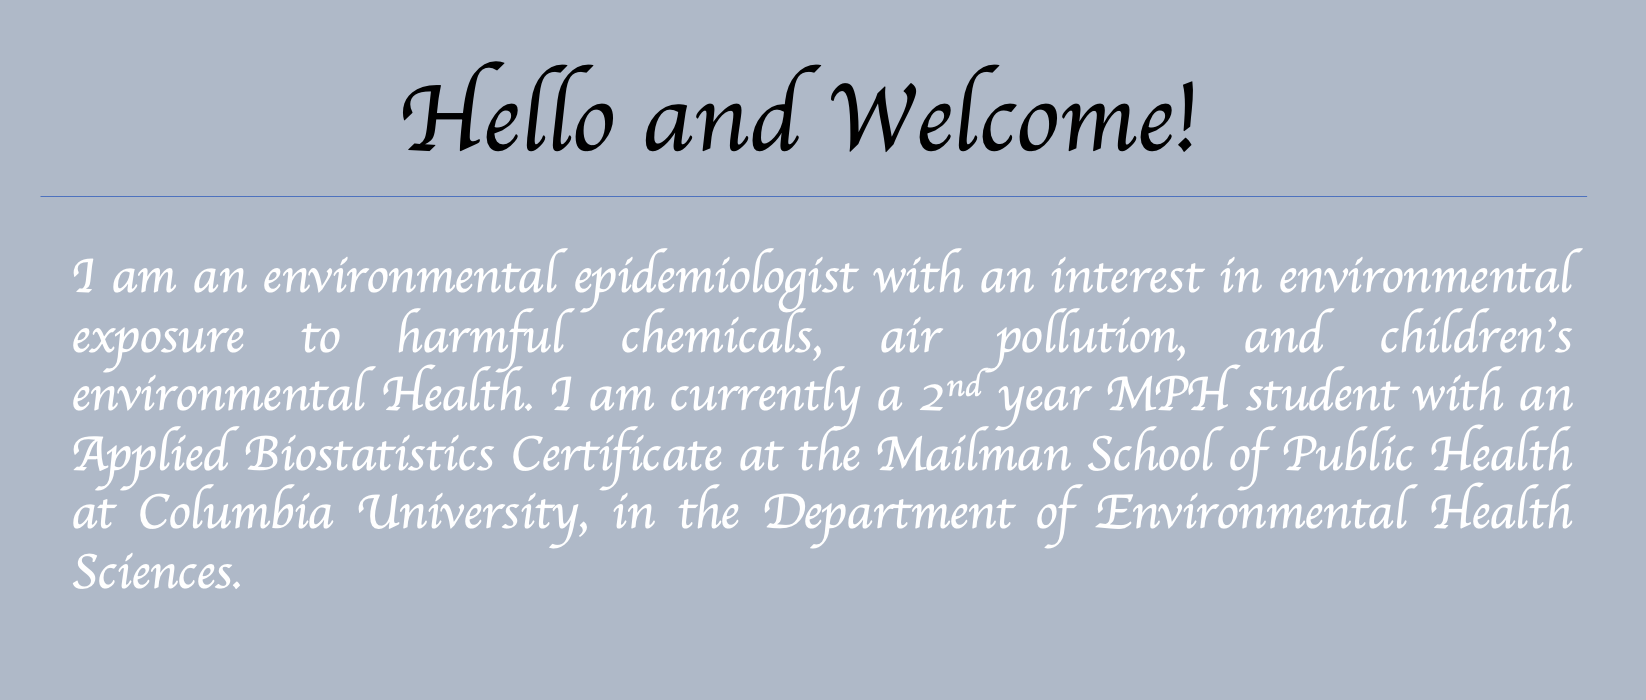 Hello and Welcome!
I am an environmental epidemiologist with an interest in environmental
exposure to harmful chemicals, air pollution, and children's
environmental Health. I am currently a 2nd year MPH student with an
Applied Biostatistics Certificate at the Mailman School of Public Health
at Columbia University, in the Department of Environmental Health
Sciences.